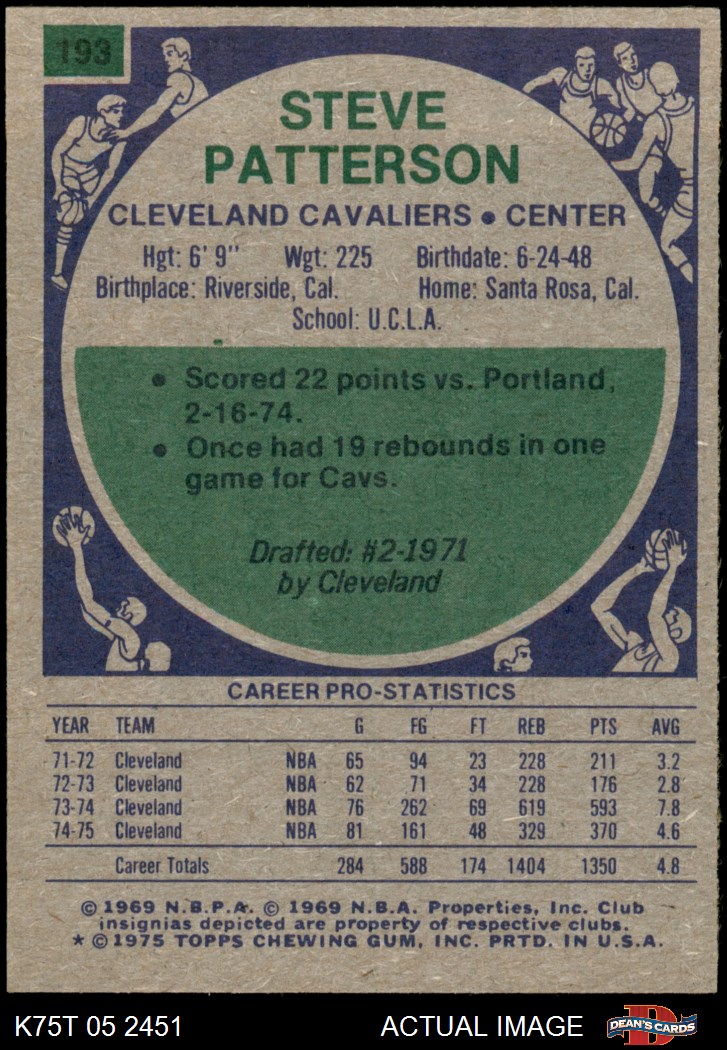 193
STEVE
PATTERSON
CLEVELAND CAVALIERS • CENTER
Hgt: 6' 9" Wgt: 225 Birthdate: 6-24-48
Birthplace: Riverside, Cal. Home: Santa Rosa, Cal.
School: U.C.L.A.
• Scored 22 points vs. Portland,
2-16-74.
• Once had 19 rebounds in one
game for Cavs.
Drafted: #2-1971
by Cleveland
CAREER PRO-STATISTICS
YEAR TEAM G FG FT REB PTS AVG
71-72 Cleveland NBA 65 94 23 228 211 3.2
72-73 Cleveland NBA 62 71 34 228 176 2.8
73-74 Cleveland NBA 76 262 69 619 593 7.8
74-75 Cleveland NBA 81 161 48 329 370 4.6
Career Totals 284 588 174 1404 1350 4.8
© 1969 N.B.P.A. © 1969 N.B.A. Properties, Inc. Club
insignias depicted are property of respective clubs.
* © 1975 TOPPS CHEWING GUM, INC. PRTD. IN U.S.A.
K75T 05 2451 ACTUAL IMAGE D DEAN'S CARDS